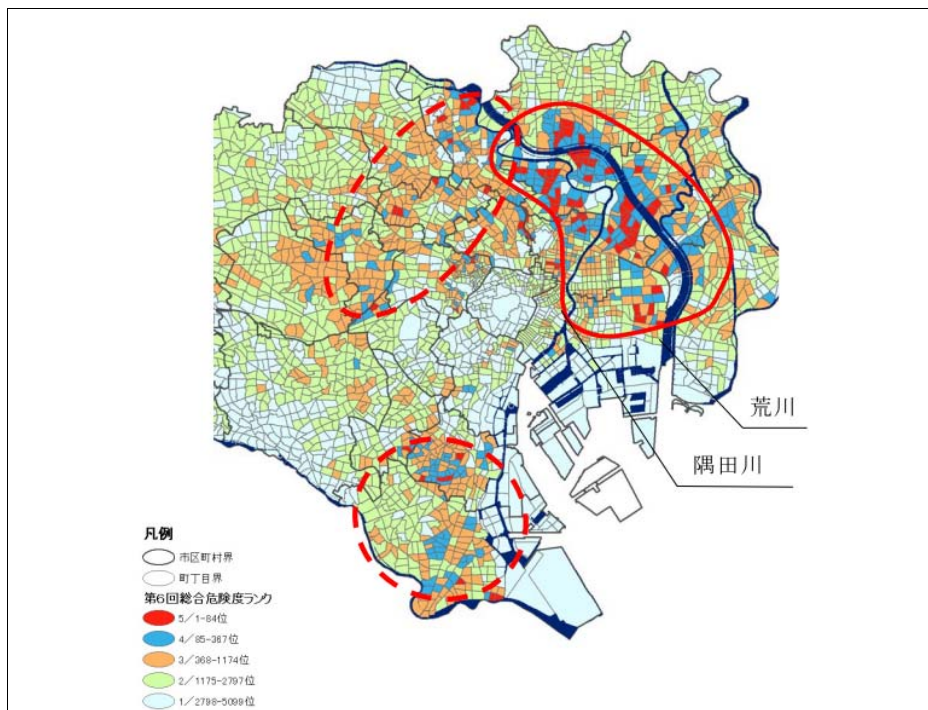 荒川
隅田川
凡例
市区町村界
町丁目界
第6回総合危険度ランク
5/1-84位
4/85-367位
3/368-1174位
2/1175-2797位
1/2798-5099位